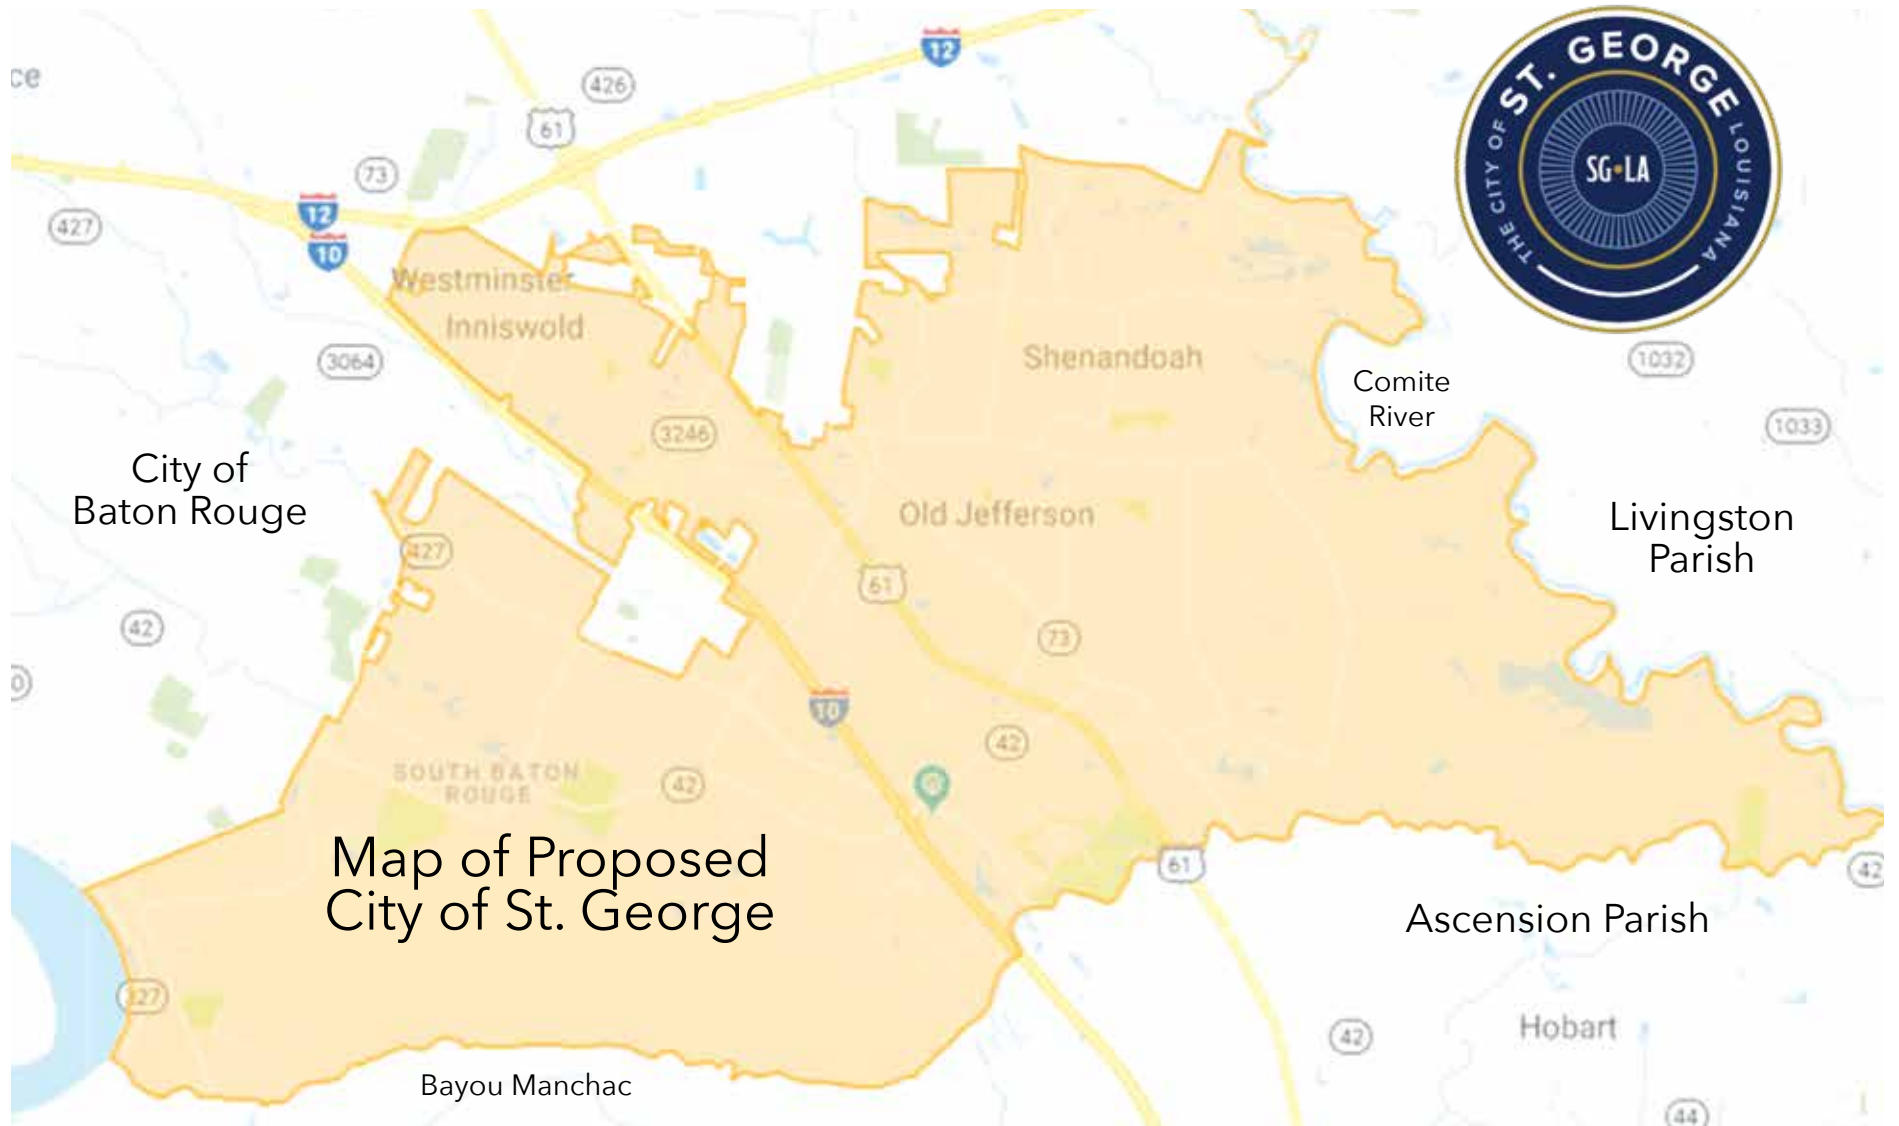 ce
12
426
61
73
427
12
10
THE CITY OF ST. GEORGE LOUISIANA
SG•LA
Westminster
Inniswold
3064
Shenandoah
Comite
River
1032
1033
3246
City of
Baton Rouge
Old Jefferson
Livingston
Parish
427
61
42
73
10
42
SOUTH BATON
ROUGE
42
Map of Proposed
City of St. George
61
42
Ascension Parish
327
Hobart
42
Bayou Manchac
44